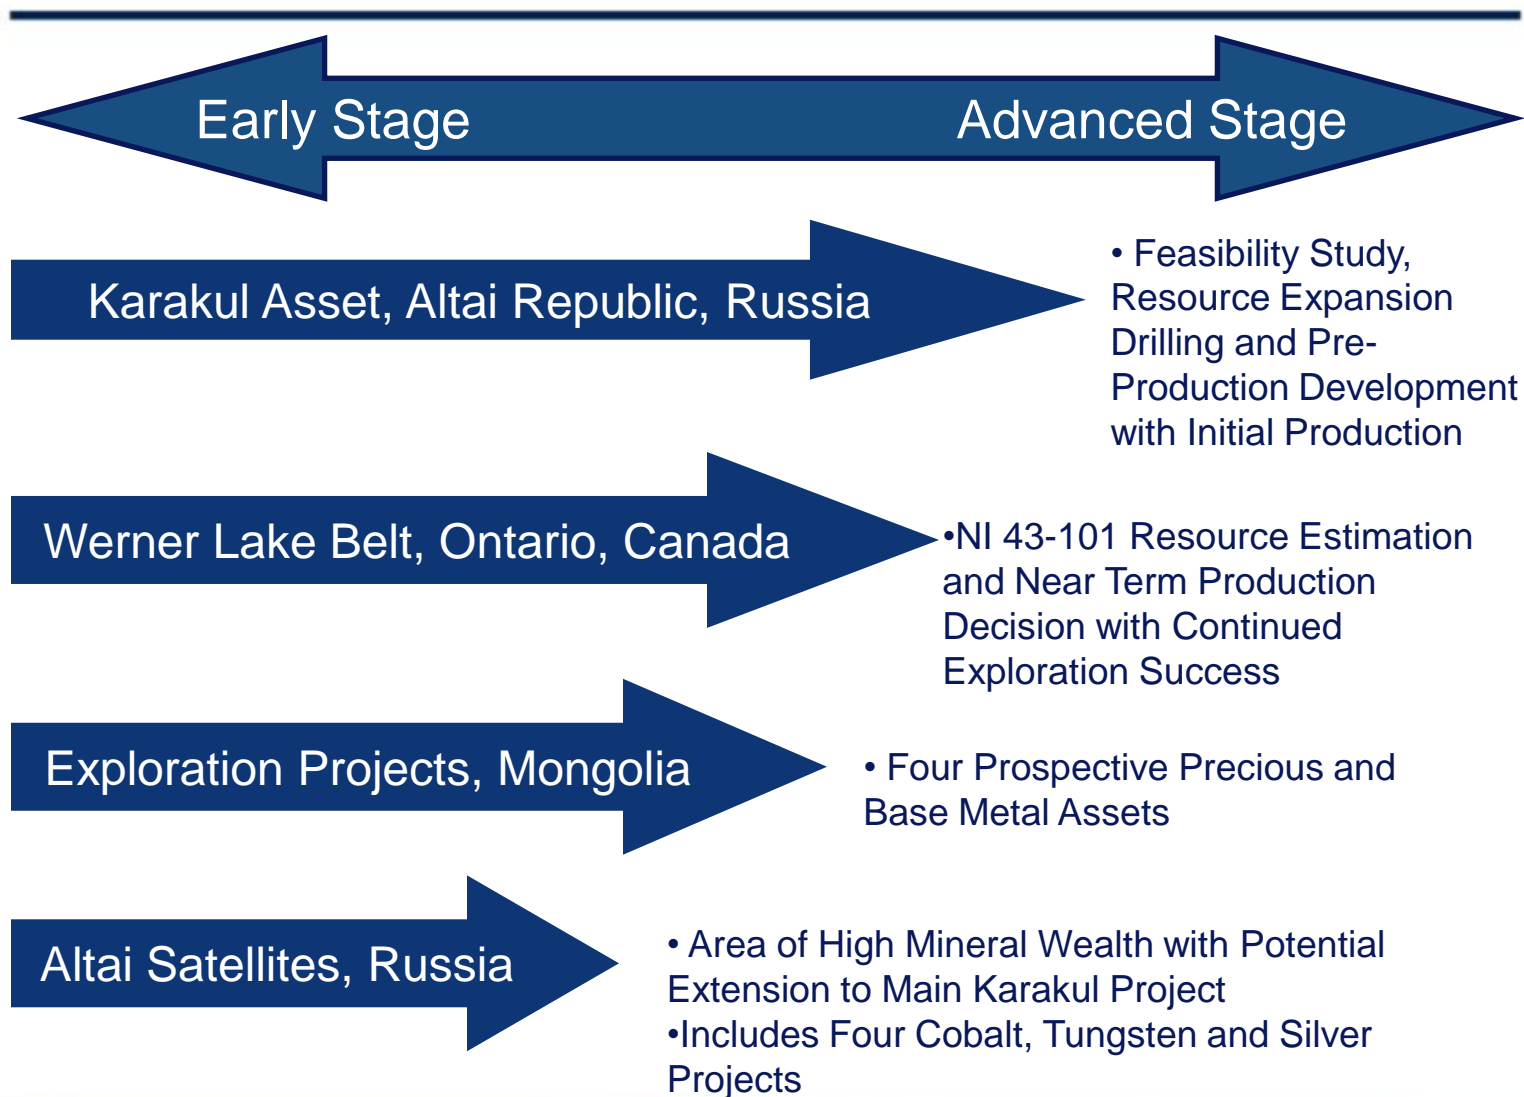 Early Stage
Advanced Stage
Karakul Asset, Altai Republic, Russia
• Feasibility Study,
Resource Expansion
Drilling and Pre-
Production Development
with Initial Production
Werner Lake Belt, Ontario, Canada
•NI 43-101 Resource Estimation
and Near Term Production
Decision with Continued
Exploration Success
Exploration Projects, Mongolia
• Four Prospective Precious and
Base Metal Assets
Altai Satellites, Russia
• Area of High Mineral Wealth with Potential
Extension to Main Karakul Project
•Includes Four Cobalt, Tungsten and Silver
Projects